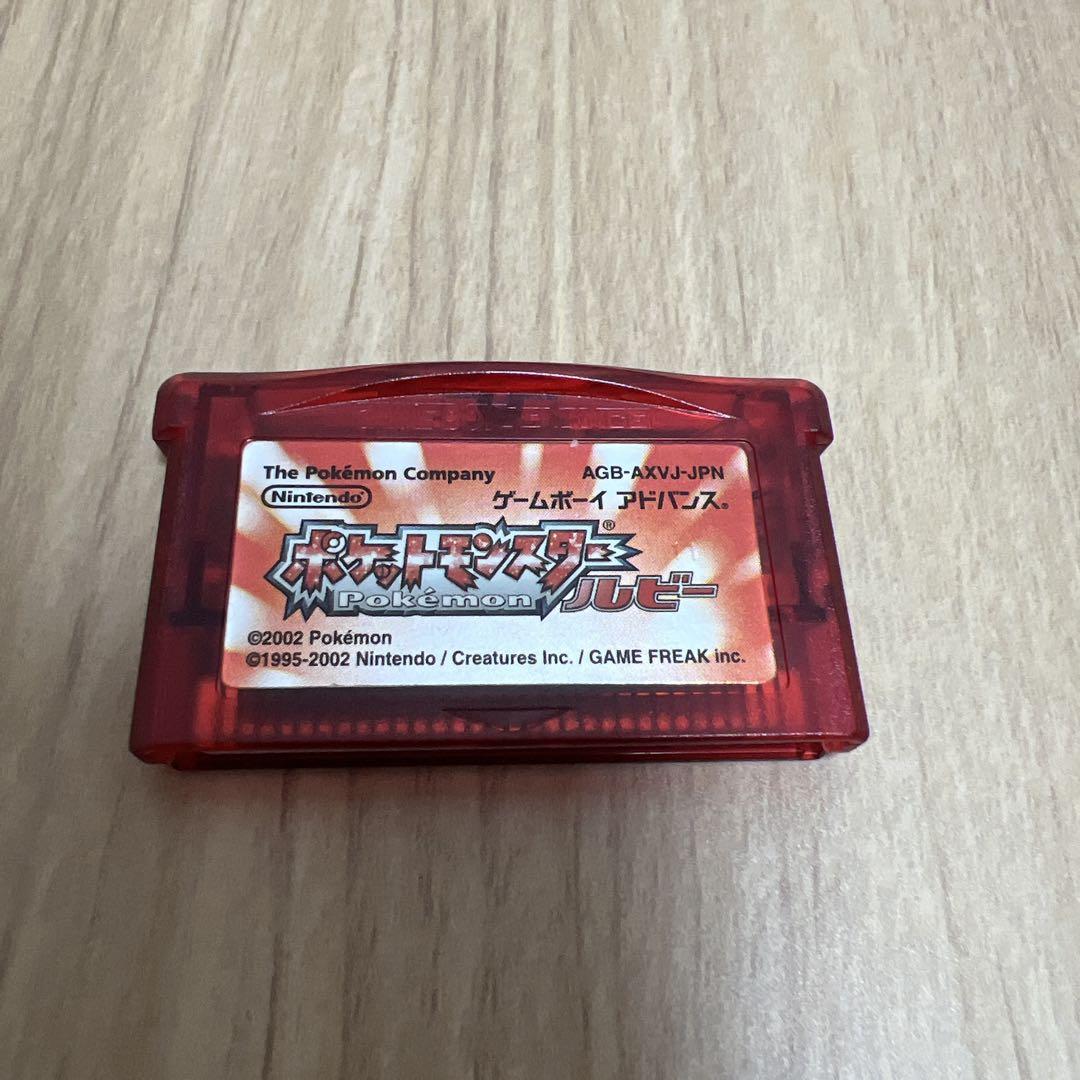 The Pokémon Company AGB-AXVJ-JPN
Nintendo® ゲームボーイ アドバンス®
ポケットモンスター®
Pokémon ルビー
©2002 Pokémon
©1995-2002 Nintendo / Creatures Inc. / GAME FREAK inc.